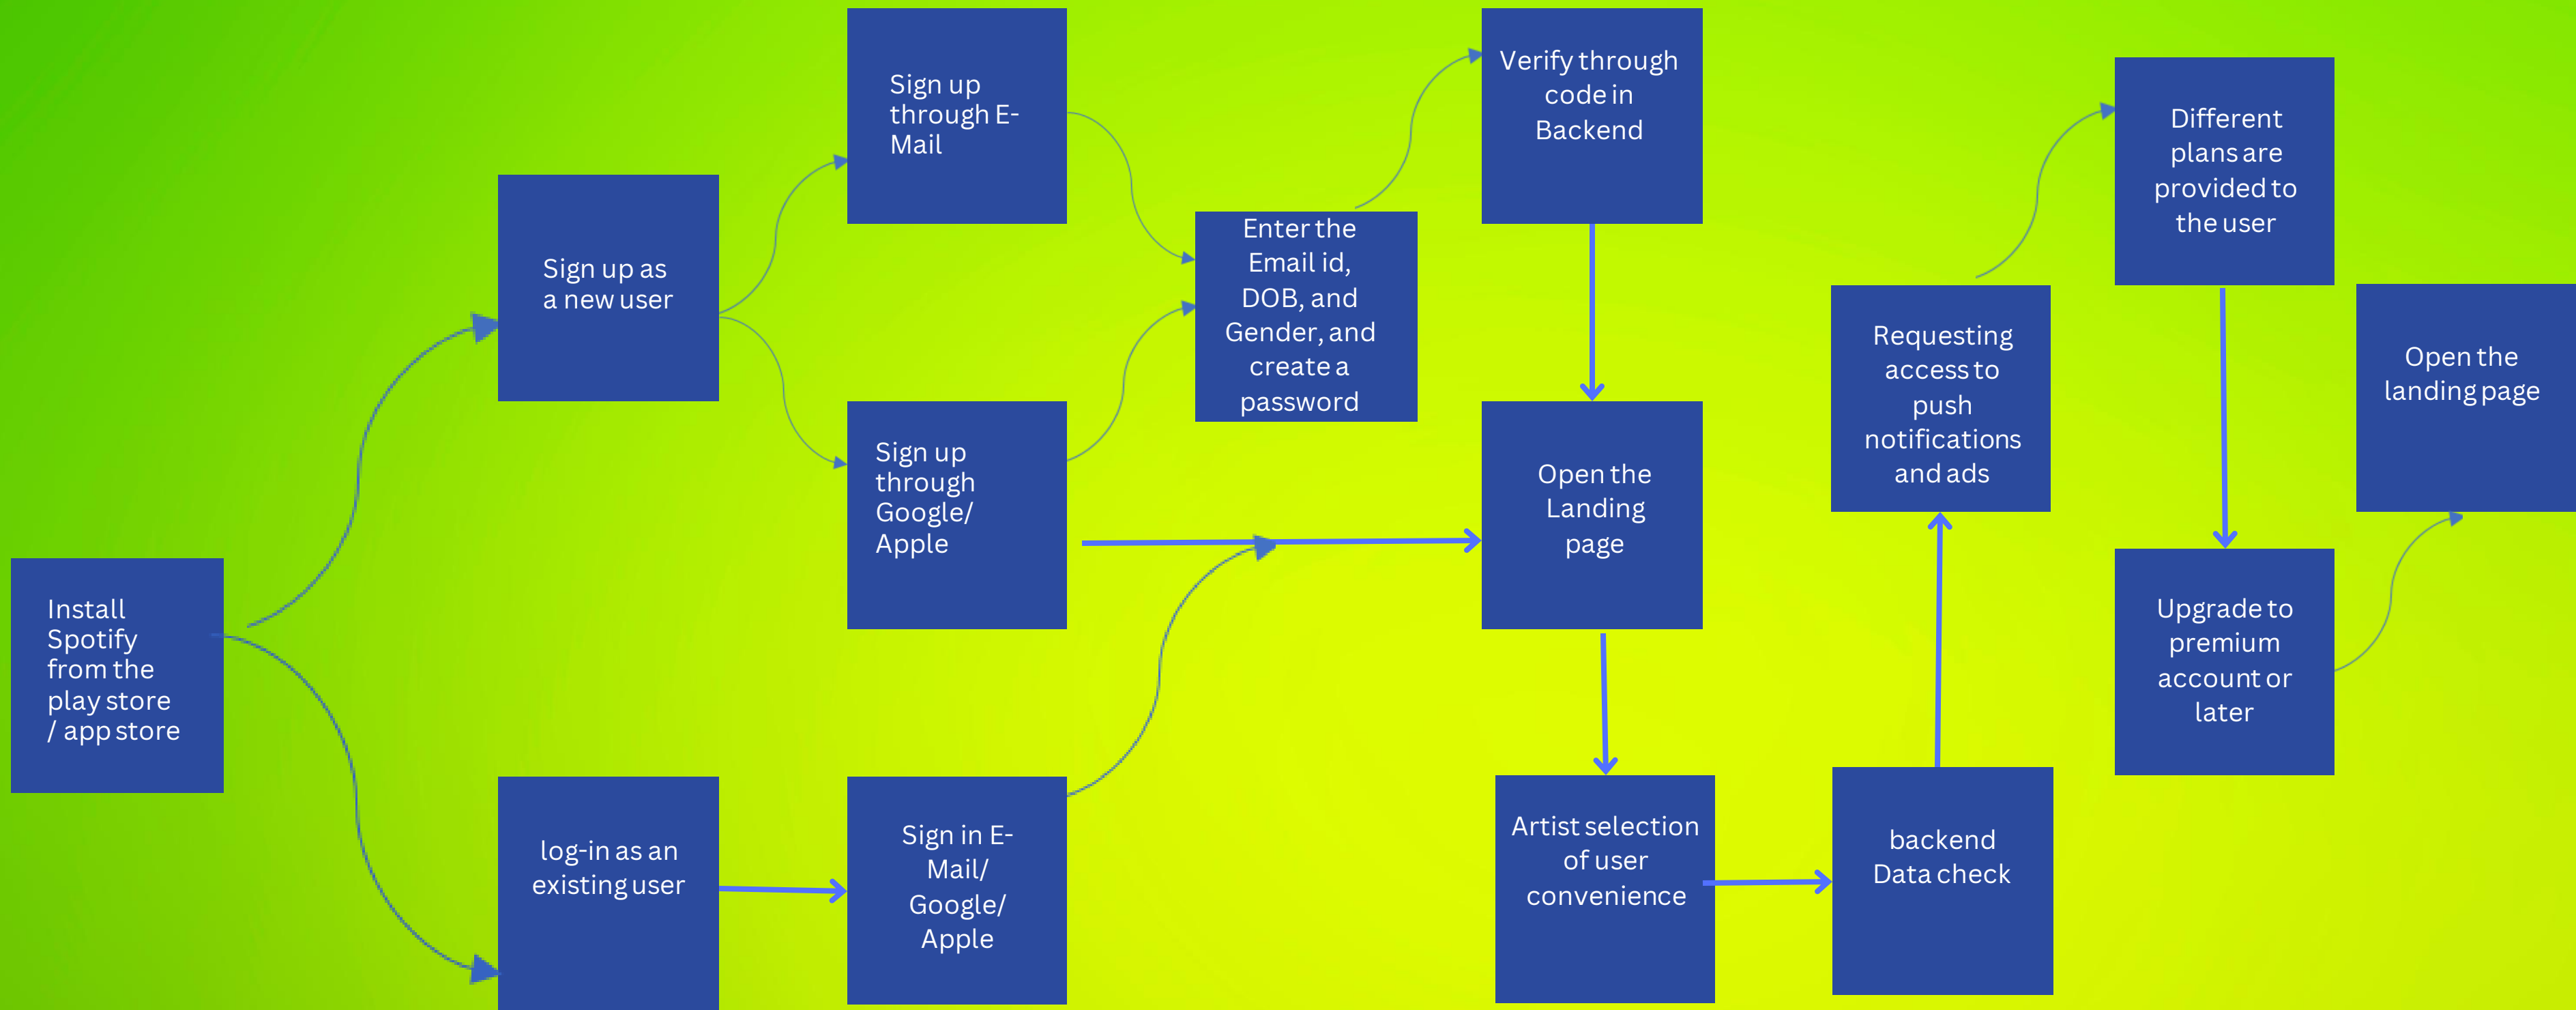 Install
Spotify
from the
play store
/ app store
Sign up as
a new user
log-in as an
existing user
Sign up
through E-
Mail
Sign up
through
Google/
Apple
Sign in E-
Mail/
Google/
Apple
Enter the
Email id,
DOB, and
Gender, and
create a
password
Verify through
code in
Backend
Open the
Landing
page
Artist selection
of user
convenience
backend
Data check
Requesting
access to
push
notifications
and ads
Different
plans are
provided to
the user
Upgrade to
premium
account or
later
Open the
landing page